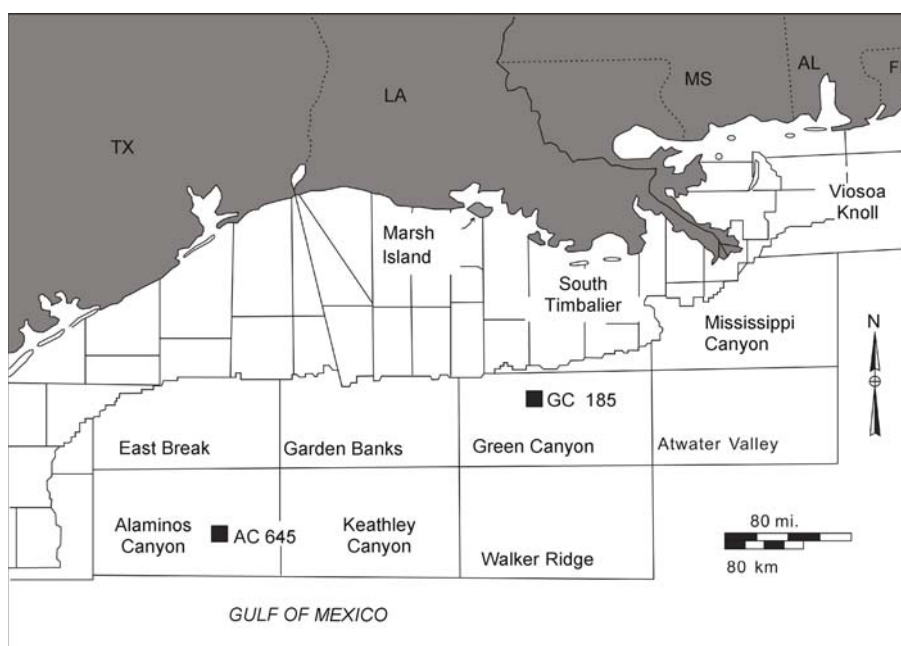 TX
LA
MS
AL
F
Viosoa
Knoll
Marsh
Island
South
Timbalier
Mississippi
Canyon
N
GC 185
East Break
Garden Banks
Green Canyon
Atwater Valley
Alaminos
Canyon
AC 645
Keathley
Canyon
Walker Ridge
80 mi.
80 km
GULF OF MEXICO